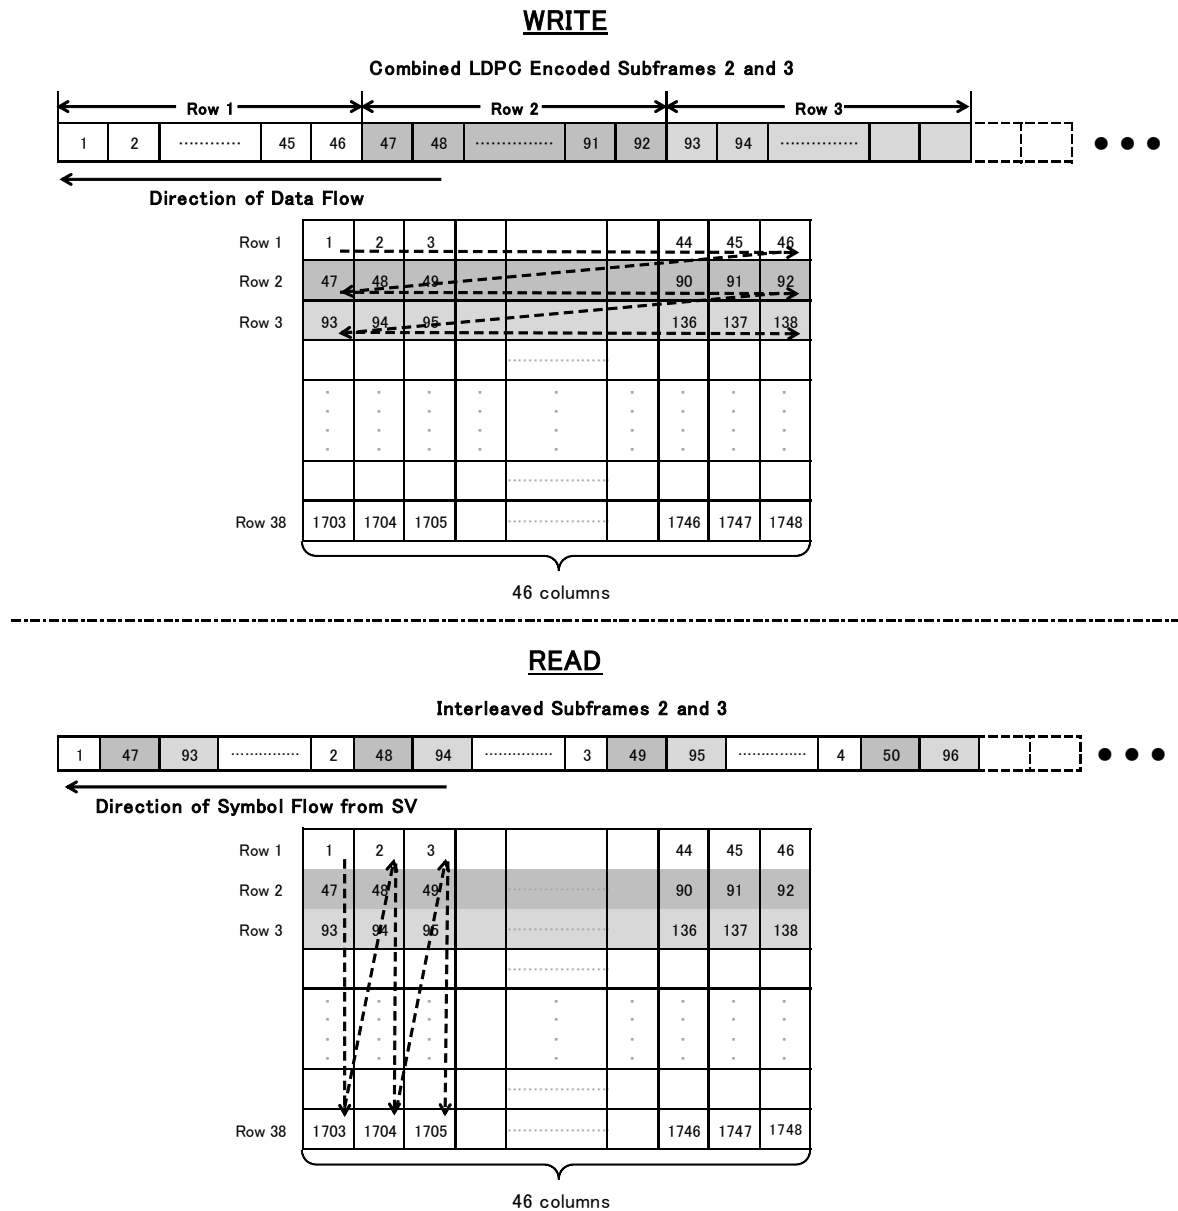 WRITE
Combined LDPC Encoded Subframes 2 and 3
Row 1 Row 2 Row 3
1 2 ............ 45 46 47 48 ............... 91 92 93 94 ............... ● ● ●
Direction of Data Flow
Row 1 1 2 3 44 45 46
Row 2 47 48 49 90 91 92
Row 3 93 94 95 136 137 138
Row 38 1703 1704 1705 1746 1747 1748
46 columns
READ
Interleaved Subframes 2 and 3
1 47 93 ............... 2 48 94 ............... 3 49 95 ............... 4 50 96 ● ● ●
Direction of Symbol Flow from SV
Row 1 1 2 3 44 45 46
Row 2 47 48 49 90 91 92
Row 3 93 94 95 136 137 138
Row 38 1703 1704 1705 1746 1747 1748
46 columns